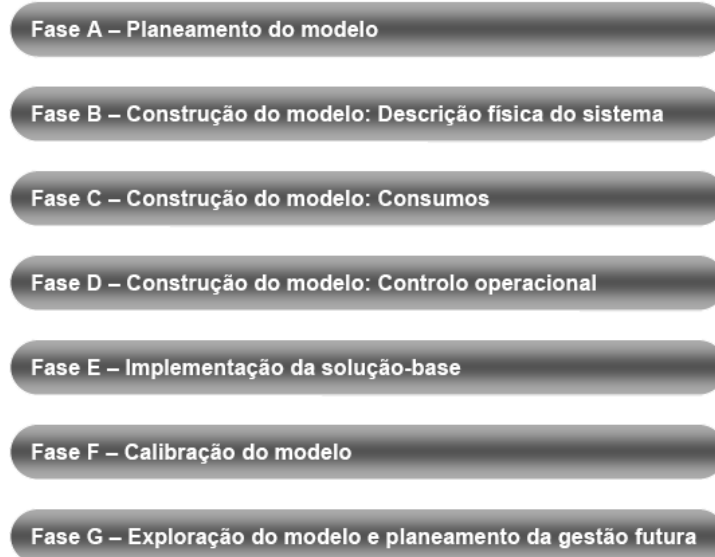 Fase A – Planeamento do modelo
Fase B – Construção do modelo: Descrição física do sistema
Fase C – Construção do modelo: Consumos
Fase D – Construção do modelo: Controlo operacional
Fase E – Implementação da solução-base
Fase F – Calibração do modelo
Fase G – Exploração do modelo e planeamento da gestão futura